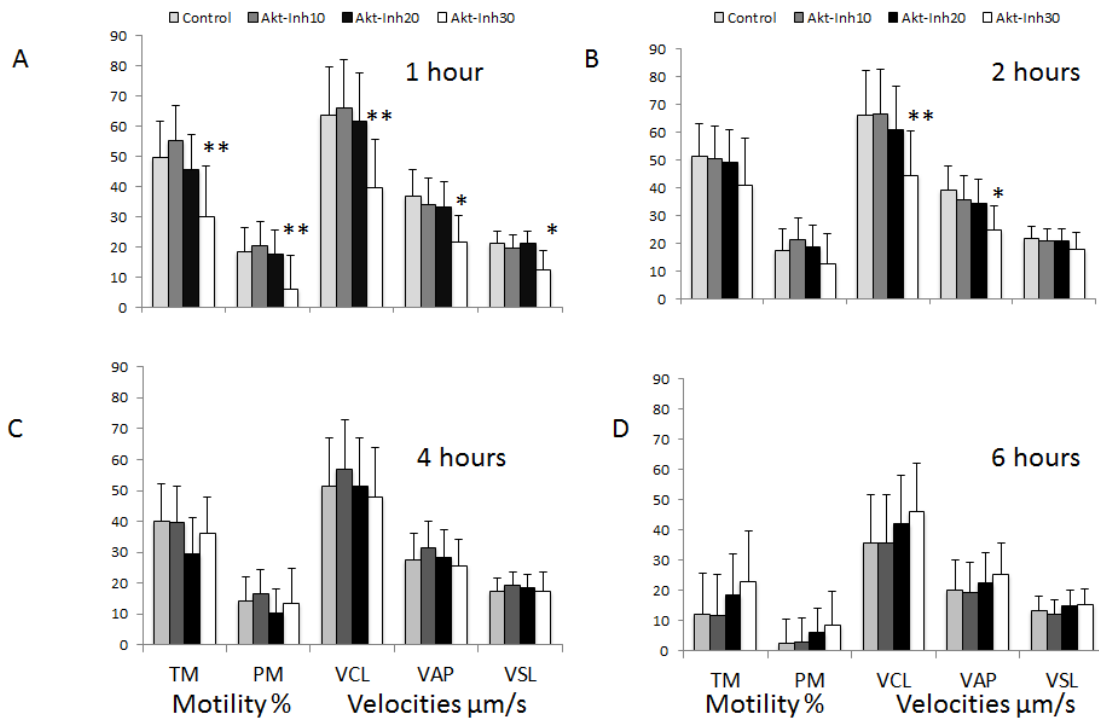 Control Akt-Inh10 Akt-Inh20 Akt-Inh30
A
1 hour
90
80
70
60
50
40
30
20
10
0
** ** ** * *
Control Akt-Inh10 Akt-Inh20 Akt-Inh30
B
2 hours
90
80
70
60
50
40
30
20
10
0
** *
C
4 hours
90
80
70
60
50
40
30
20
10
0
TM PM VCL VAP VSL
Motility % Velocities µm/s
D
6 hours
90
80
70
60
50
40
30
20
10
0
TM PM VCL VAP VSL
Motility % Velocities µm/s